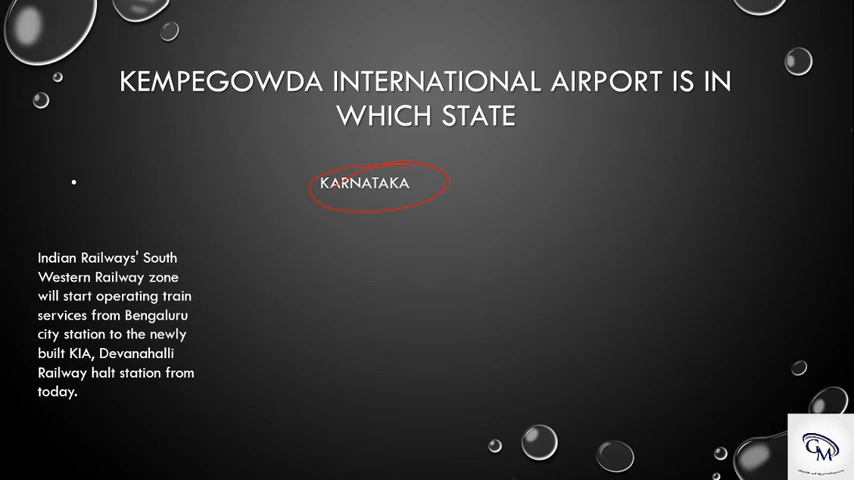 KEMPEGOWDA INTERNATIONAL AIRPORT IS IN
WHICH STATE
• KARNATAKA
Indian Railways' South
Western Railway zone
will start operating train
services from Bengaluru
city station to the newly
built KIA, Devanahalli
Railway halt station from
today.
GM